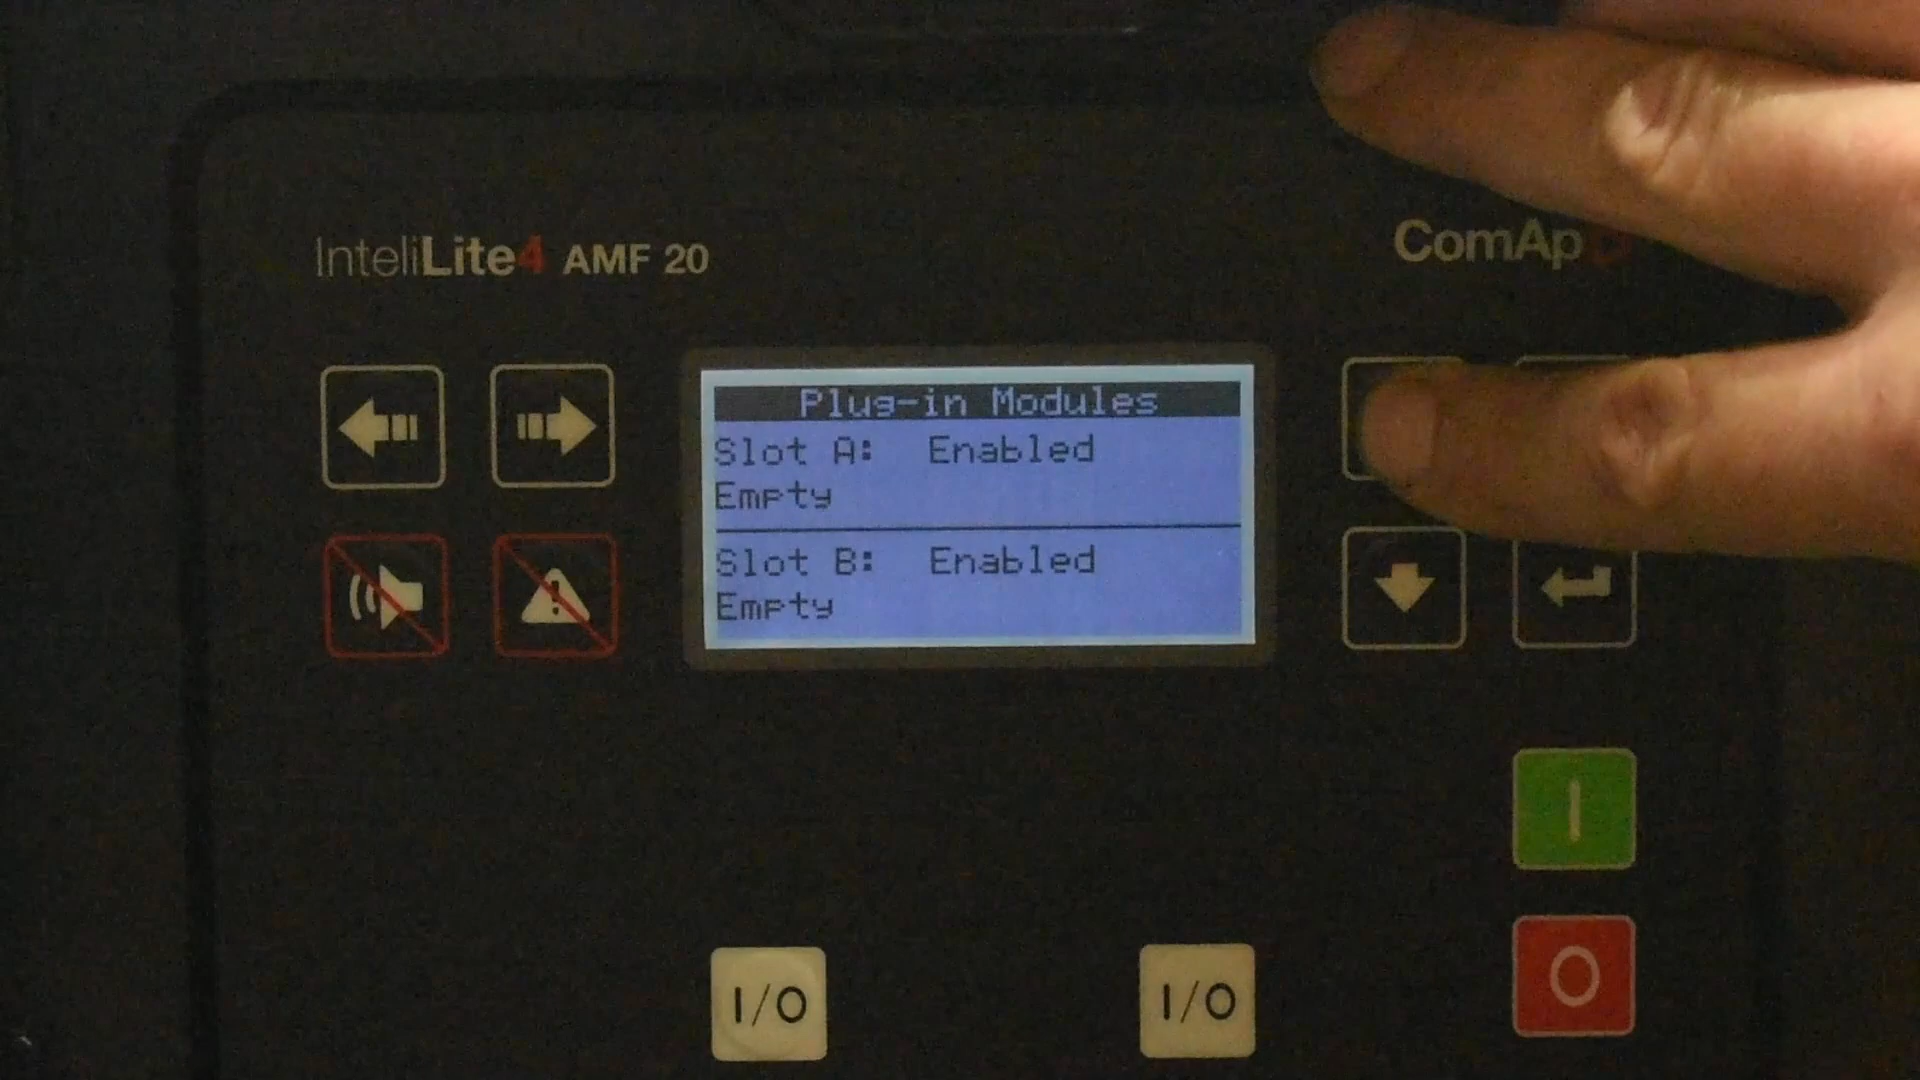 InteliLite4 AMF 20
ComAp
Plug-in Modules
Slot A: Enabled
Empty
Slot B: Enabled
Empty
I
O
I/O
I/O